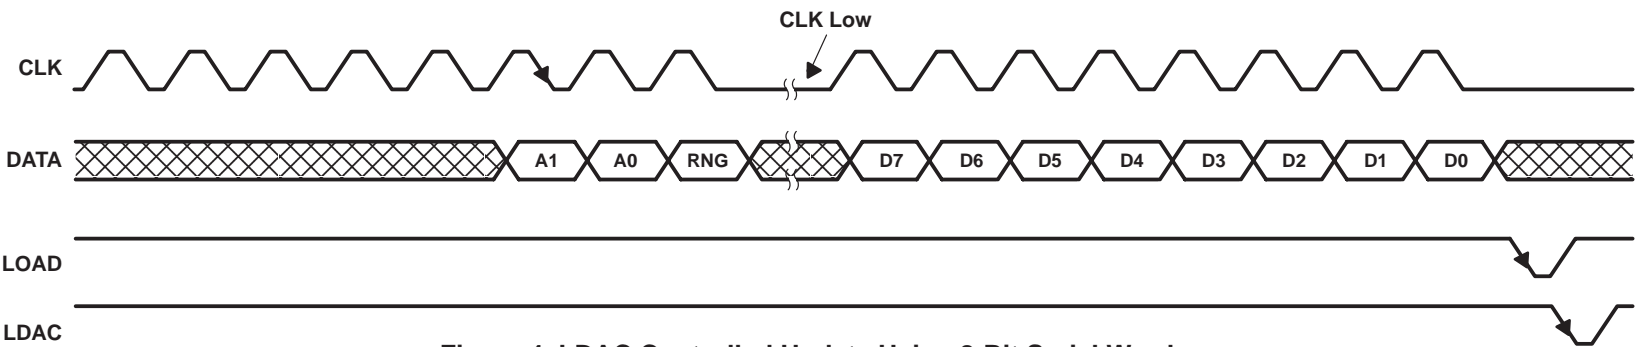 CLK Low
CLK
DATA A1 A0 RNG D7 D6 D5 D4 D3 D2 D1 D0
LOAD
LDAC